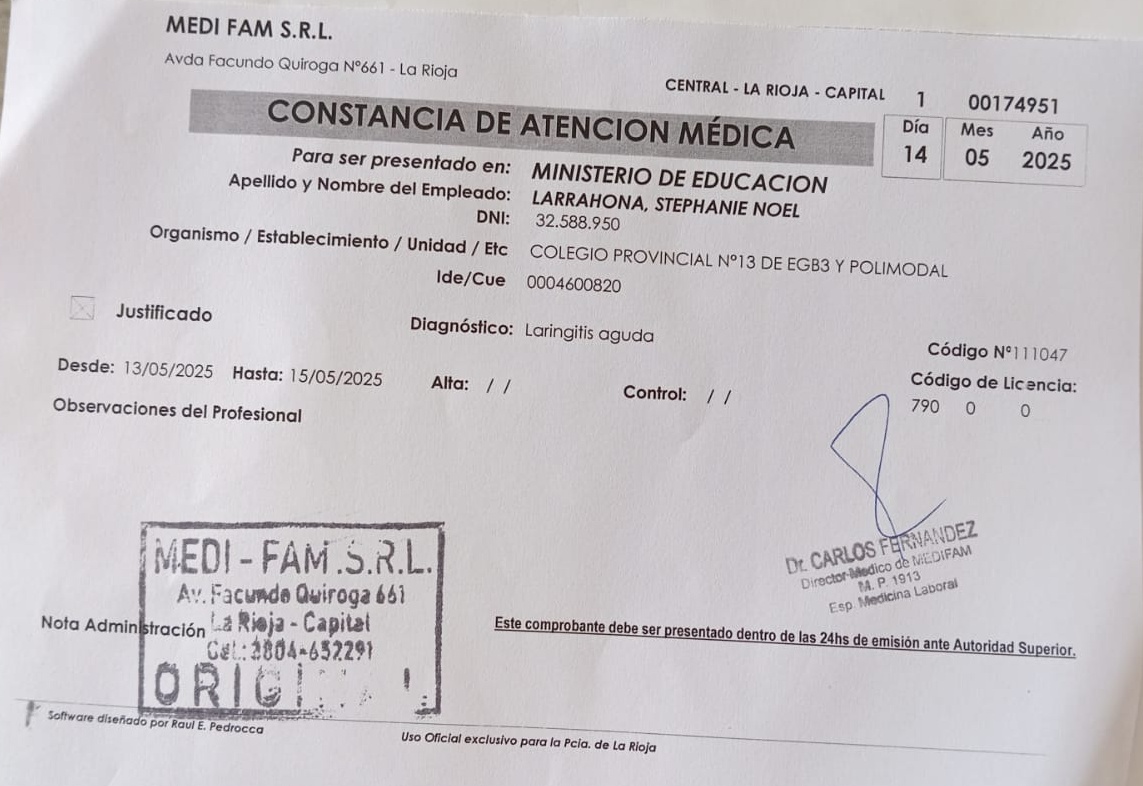 MEDI FAM S.R.L.
Avda Facundo Quiroga Nº661 - La Rioja
CENTRAL - LA RIOJA - CAPITAL 1 00174951
CONSTANCIA DE ATENCION MÉDICA
Día Mes Año
14 05 2025
Para ser presentado en: MINISTERIO DE EDUCACION
Apellido y Nombre del Empleado: LARRAHONA, STEPHANIE NOEL
DNI: 32.588.950
Organismo / Establecimiento / Unidad / Etc COLEGIO PROVINCIAL Nº13 DE EGB3 Y POLIMODAL
Ide/Cue 0004600820
Justificado
Diagnóstico: Laringitis aguda
Código Nº111047
Desde: 13/05/2025 Hasta: 15/05/2025 Alta: / / Control: / /
Código de Licencia:
790 0 0
Observaciones del Profesional
Dr. CARLOS FERNANDEZ
Director-Medico de MEDIFAM
M. P. 1913
Esp. Medicina Laboral
MEDI - FAM.S.R.L.
Av. Facundo Quiroga 661
La Rioja - Capital
Cel.: 3804-652291
Nota Administración
Este comprobante debe ser presentado dentro de las 24hs de emisión ante Autoridad Superior.
Software diseñado por Raul E. Pedrocca
Uso Oficial exclusivo para la Pcia. de La Rioja